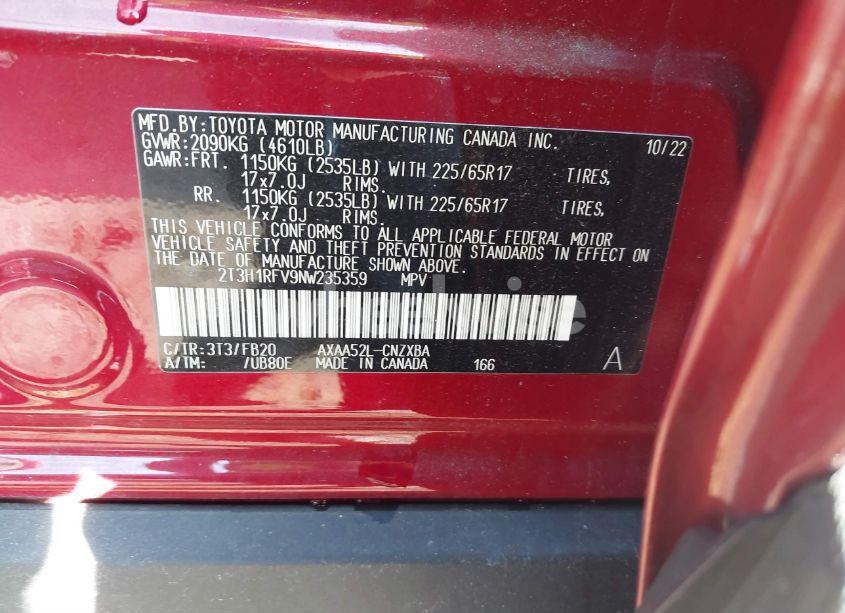 MFD.BY:TOYOTA MOTOR MANUFACTURING CANADA INC. 10/22
GVWR:2090KG (4610LB)
GAWR:FRT. 1150KG (2535LB) WITH 225/65R17 TIRES,
17x7.0J RIMS.
RR. 1150KG (2535LB) WITH 225/65R17 TIRES,
17x7.0J RIMS.
THIS VEHICLE CONFORMS TO ALL APPLICABLE FEDERAL MOTOR
VEHICLE SAFETY AND THEFT PREVENTION STANDARDS IN EFFECT ON
THE DATE OF MANUFACTURE SHOWN ABOVE.
2T3H1RFV9NW235359 MPV
C/TR:3T3/FB20 AXAA52L-CNZXBA
A/TM: /UB80E MADE IN CANADA 166 A